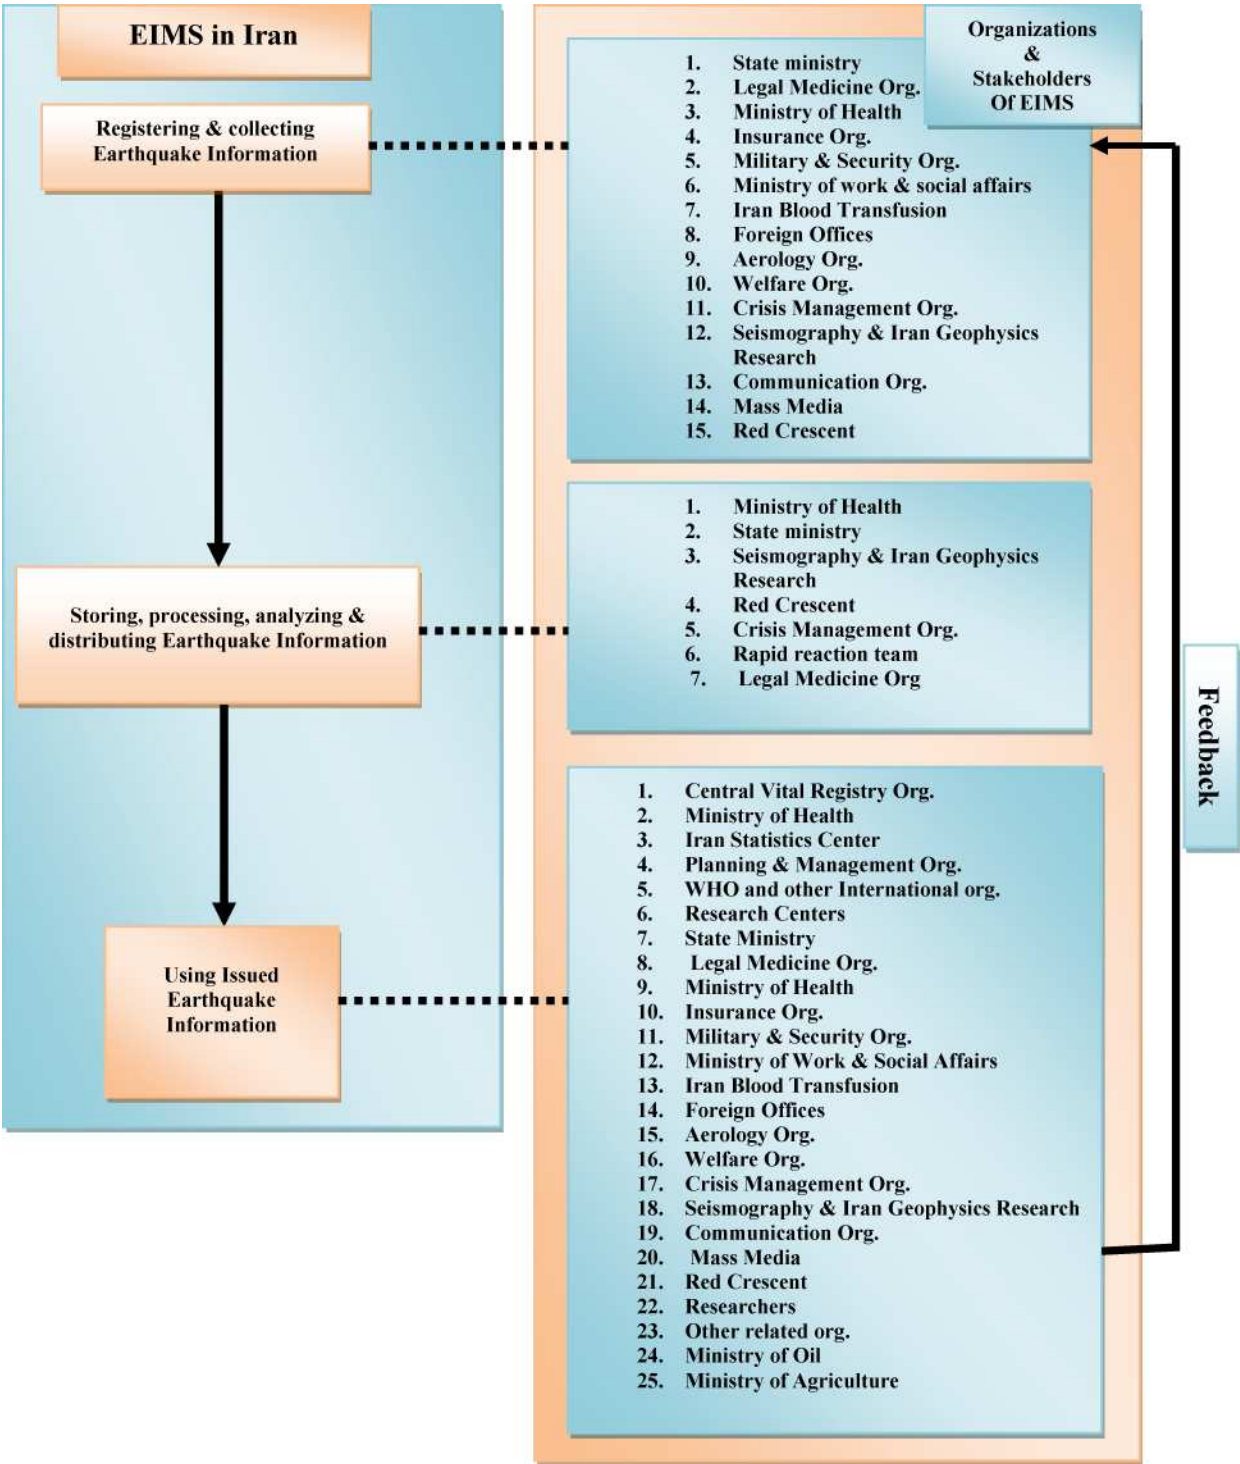 EIMS in Iran
Registering & collecting
Earthquake Information
Storing, processing, analyzing &
distributing Earthquake Information
Using Issued
Earthquake
Information
Organizations
&
Stakeholders
Of EIMS
1. State ministry
2. Legal Medicine Org.
3. Ministry of Health
4. Insurance Org.
5. Military & Security Org.
6. Ministry of work & social affairs
7. Iran Blood Transfusion
8. Foreign Offices
9. Aerology Org.
10. Welfare Org.
11. Crisis Management Org.
12. Seismography & Iran Geophysics
Research
13. Communication Org.
14. Mass Media
15. Red Crescent
1. Ministry of Health
2. State ministry
3. Seismography & Iran Geophysics
Research
4. Red Crescent
5. Crisis Management Org.
6. Rapid reaction team
7. Legal Medicine Org
1. Central Vital Registry Org.
2. Ministry of Health
3. Iran Statistics Center
4. Planning & Management Org.
5. WHO and other International org.
6. Research Centers
7. State Ministry
8. Legal Medicine Org.
9. Ministry of Health
10. Insurance Org.
11. Military & Security Org.
12. Ministry of Work & Social Affairs
13. Iran Blood Transfusion
14. Foreign Offices
15. Aerology Org.
16. Welfare Org.
17. Crisis Management Org.
18. Seismography & Iran Geophysics Research
19. Communication Org.
20. Mass Media
21. Red Crescent
22. Researchers
23. Other related org.
24. Ministry of Oil
25. Ministry of Agriculture
Feedback